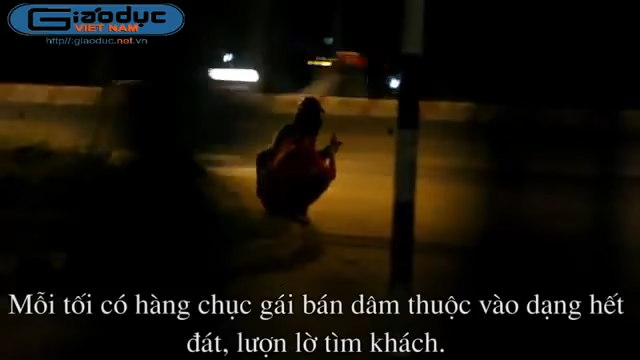 Giáo dục
VIỆT NAM
http://:giaoduc.net.vn
Mỗi tối có hàng chục gái bán dâm thuộc vào dạng hết
đát, lượn lờ tìm khách.